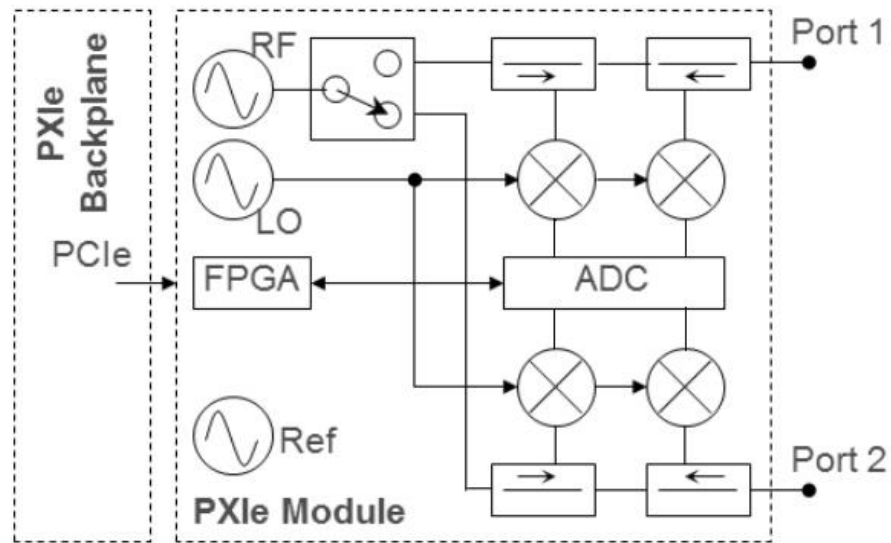 RF
Port 1
PXIe
Backplane
LO
PCIe
FPGA
ADC
Ref
Port 2
PXIe Module